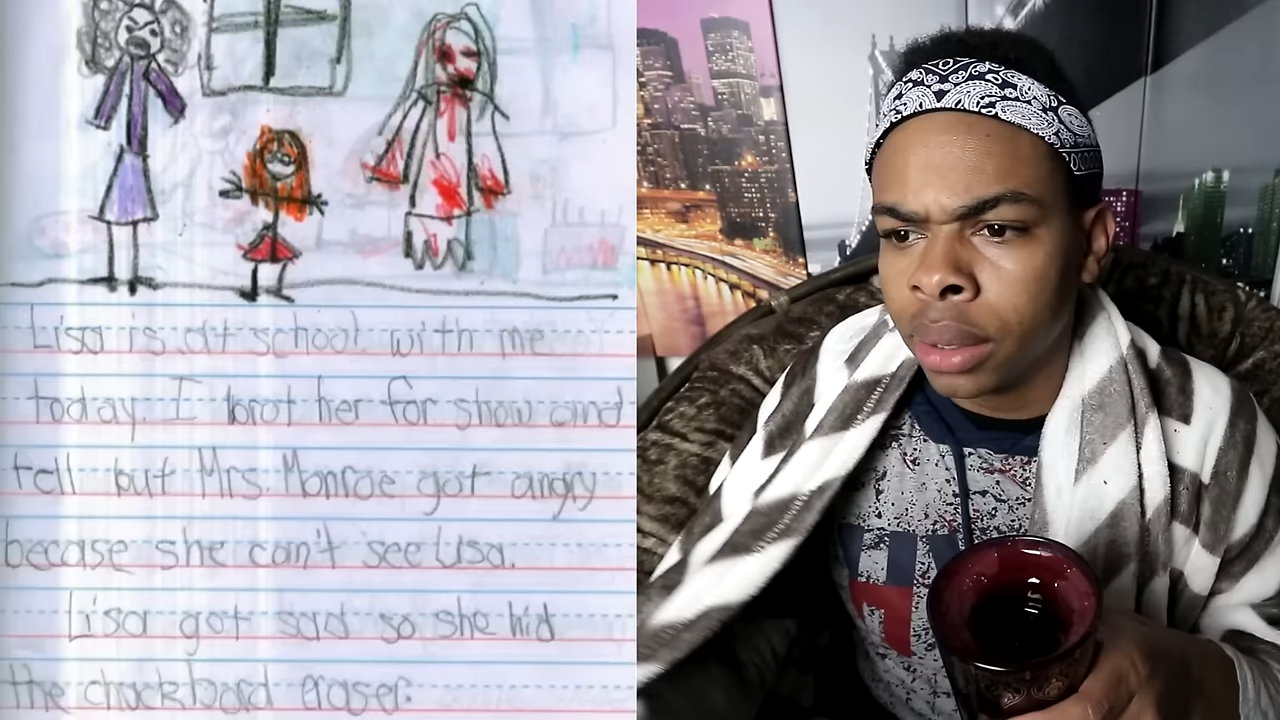 Lisa is at school with me
today. I brot her for show and
tell but Mrs. Monroe got angry
becase she can't see Lisa.
Lisa got sad so she hid
the chackboard eraser.